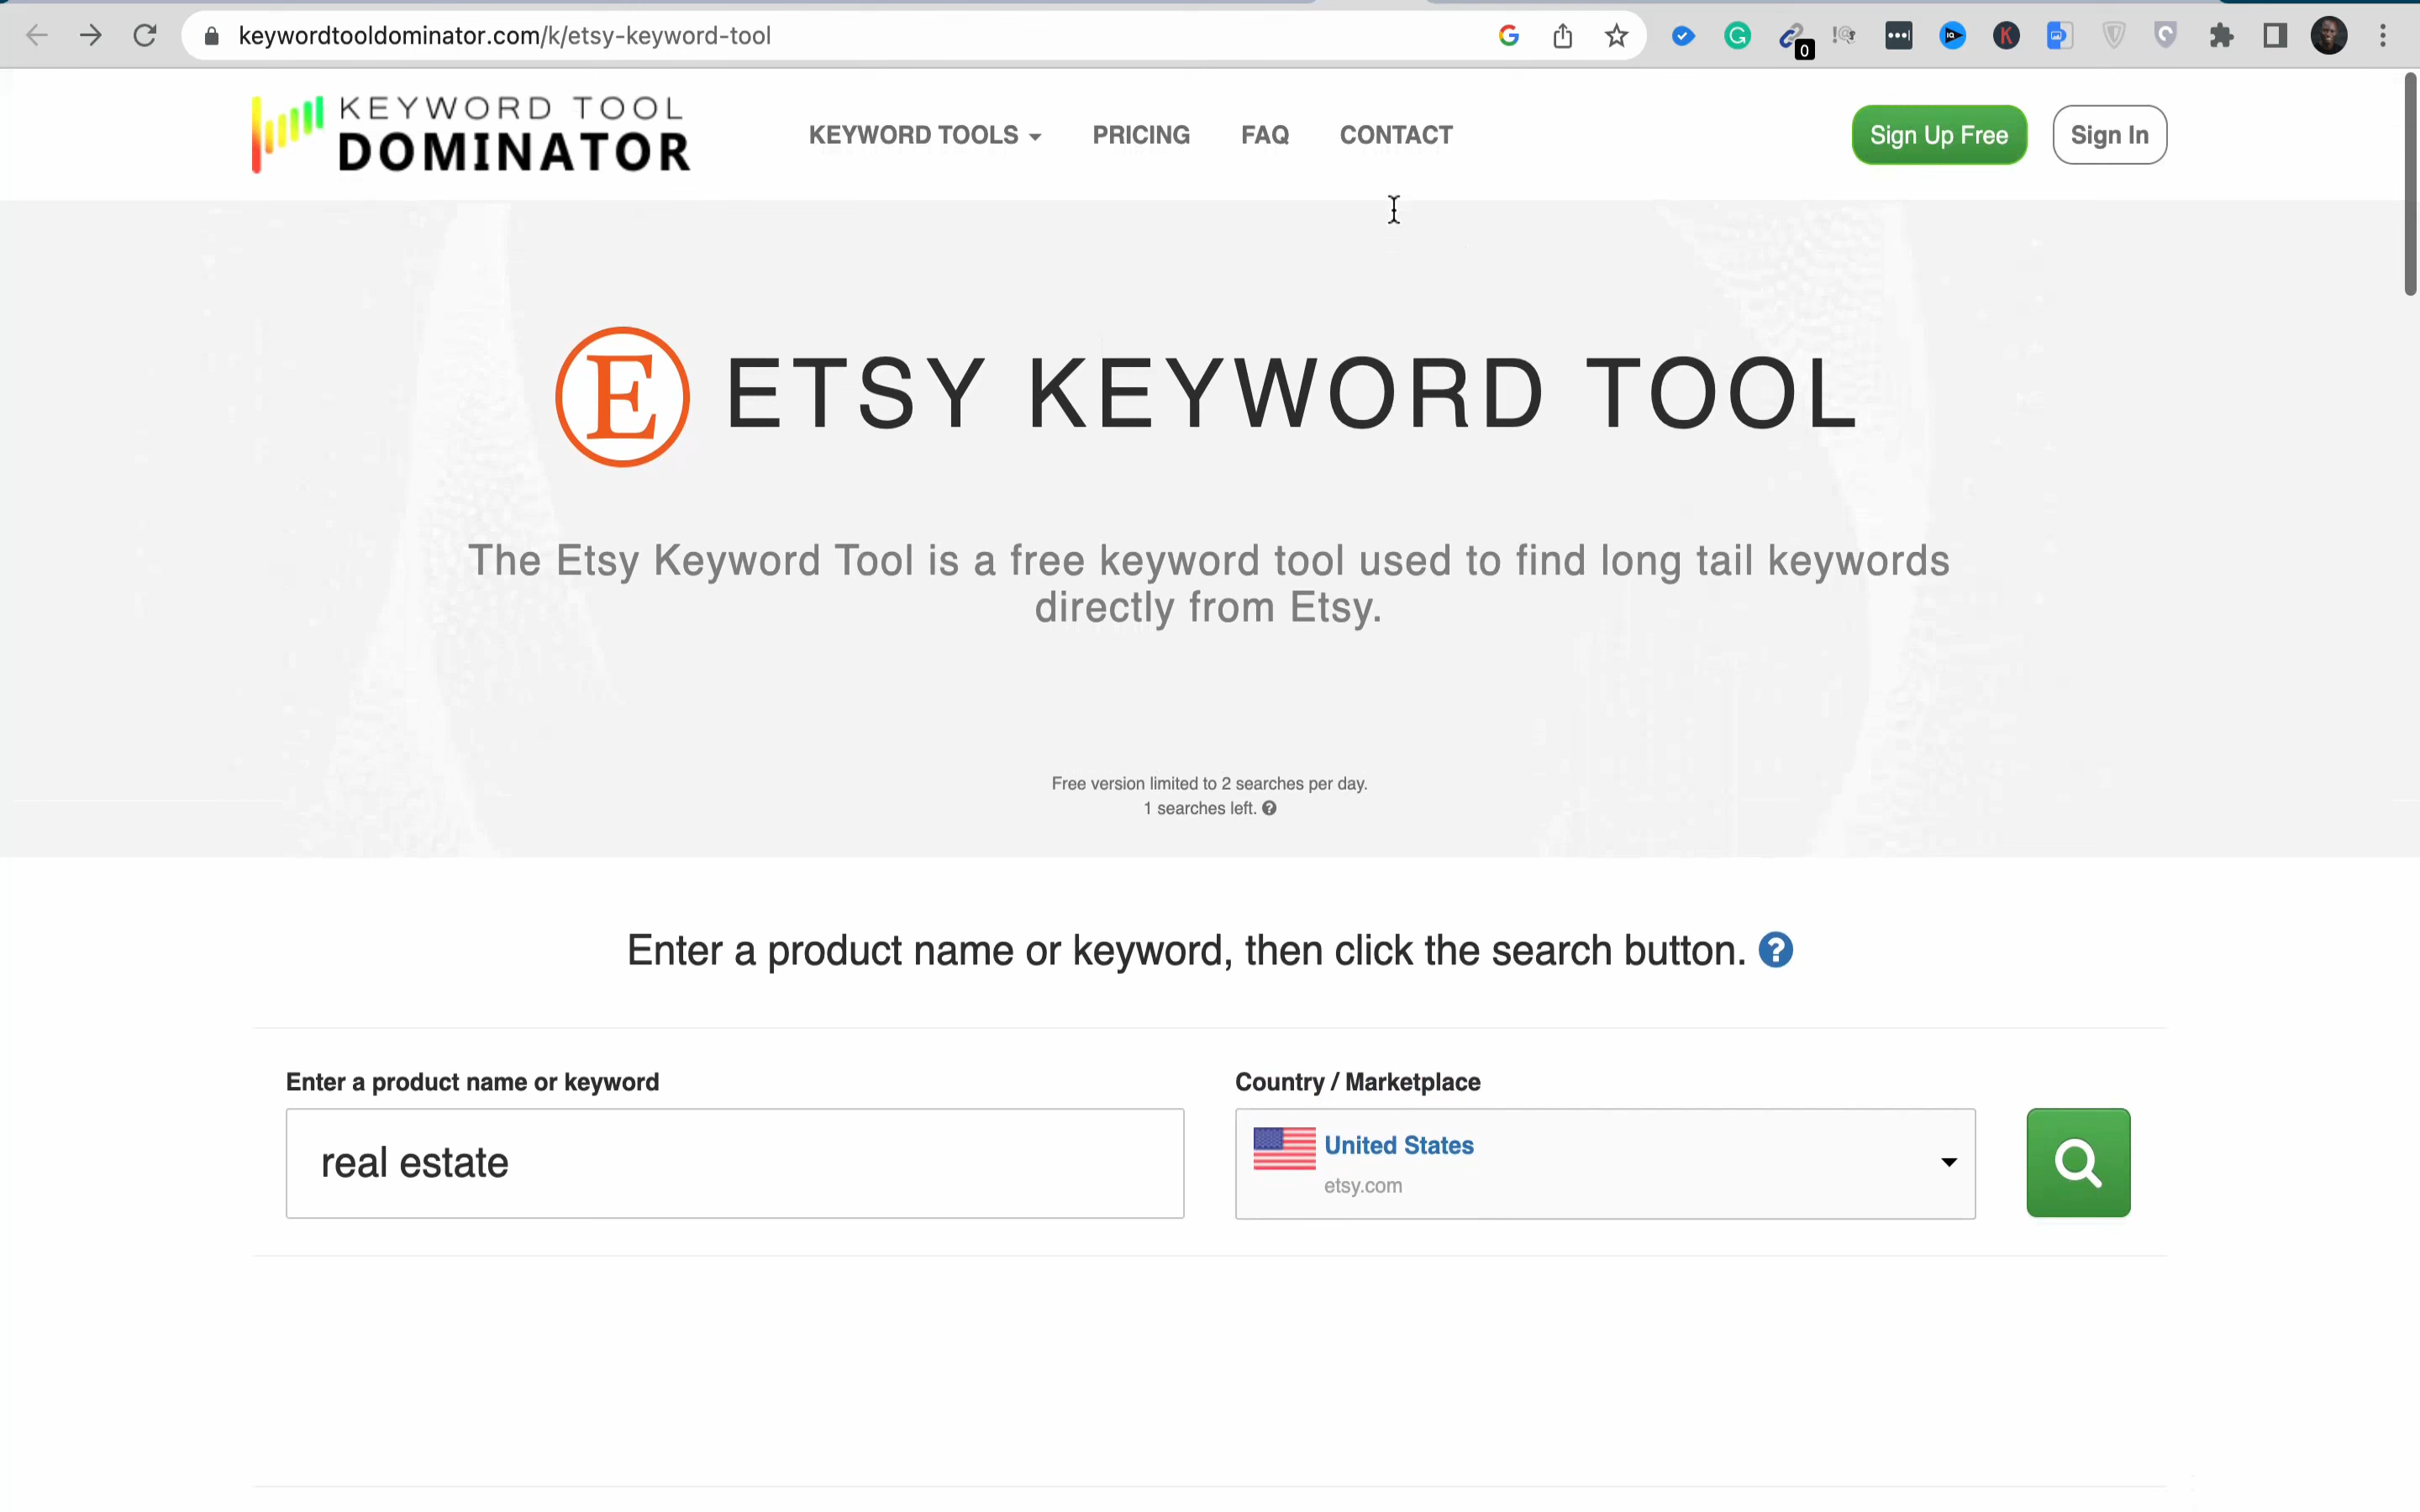 keywordtooldominator.com/k/etsy-keyword-tool
0
KEYWORD TOOL
DOMINATOR
KEYWORD TOOLS
PRICING
FAQ
CONTACT
Sign Up Free
Sign In
E
ETSY KEYWORD TOOL
The Etsy Keyword Tool is a free keyword tool used to find long tail keywords
directly from Etsy.
Free version limited to 2 searches per day.
1 searches left.
Enter a product name or keyword, then click the search button.
Enter a product name or keyword
Country / Marketplace
real estate
United States
etsy.com